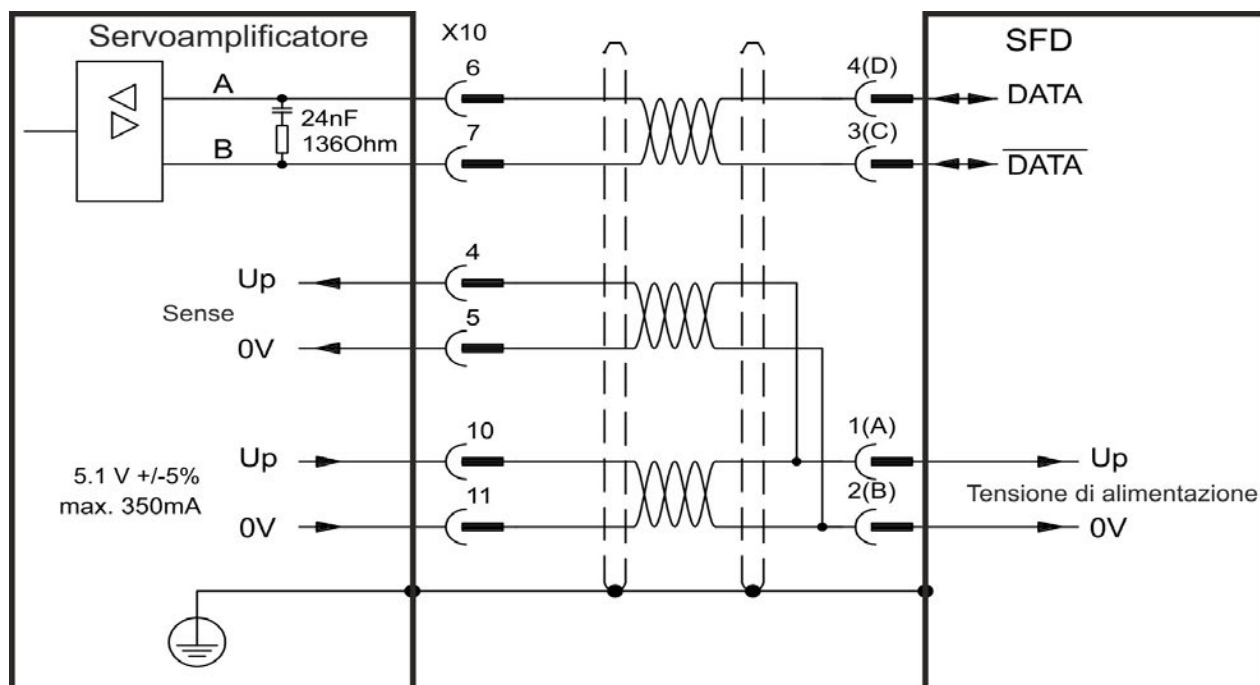 Servoamplificatore
X10
SFD
A
6
4(D)
DATA
24nF
136Ohm
7
3(C)
B
DATA
4
Up
Sense
5
0V
10
1(A)
5.1 V +/-5%
max. 350mA
Up
Up
11
2(B)
Tensione di alimentazione
0V
0V